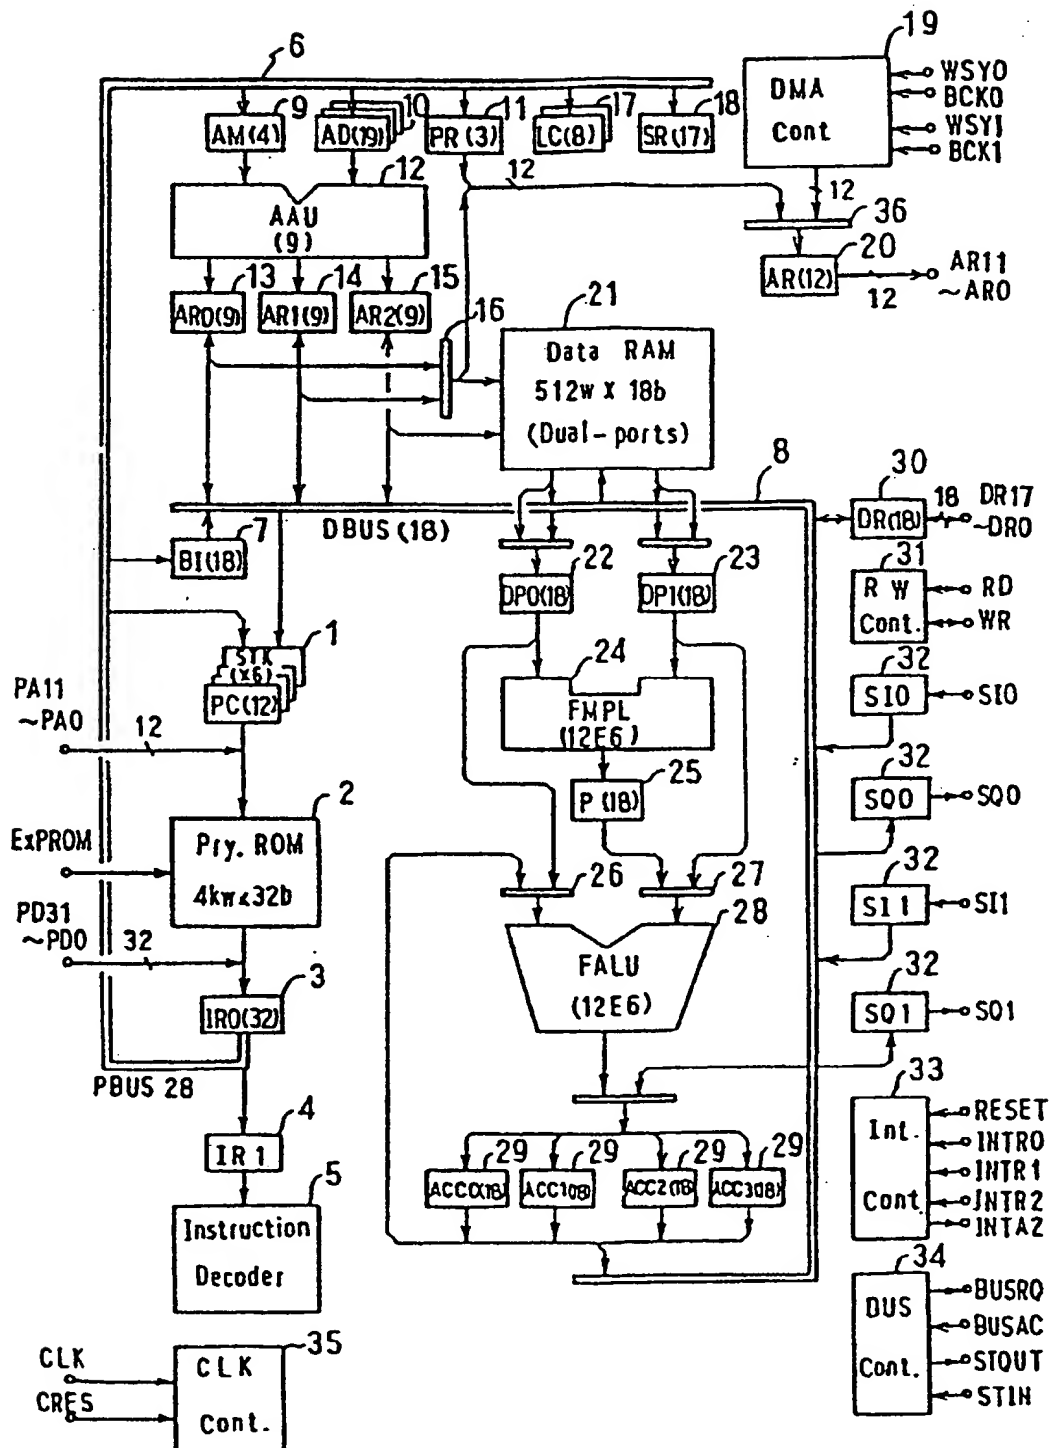 6
19
DMA
Cont
WSY0
BCK0
WSY1
BCK1
9
10
11
17
18
AM(4)
AD(19)
PR(3)
LC(8)
SR(17)
12
12
12
36
AAU
(9)
20
AR(12)
12
AR11
~AR0
13
14
15
AR0(9)
AR1(9)
AR2(9)
16
21
Data RAM
512w X 18b
(Dual-ports)
8
30
DR(18)
18
DR17
~DR0
DBUS(18)
7
BI(18)
22
23
DP0(18)
DP1(18)
31
R W
Cont.
RD
WR
1
STK
(x6)
PC(12)
24
FMPL
(12E6)
32
SI0
SI0
PA11
~PA0
12
25
P(18)
32
SQ0
SQ0
2
Pry. ROM
4kw x 32b
ExPROM
26
27
32
SI1
SI1
PD31
~PD0
32
28
FALU
(12E6)
3
IR0(32)
32
SQ1
SQ1
PBUS 28
33
Int.
Cont
RESET
INTR0
INTR1
INTR2
INTA2
4
IR1
29
29
29
29
ACC0(18)
ACC1(18)
ACC2(18)
ACC3(18)
5
Instruction
Decoder
34
DUS
Cont.
BUSRQ
BUSAC
STOUT
STIN
35
CLK
Cont.
CLK
CRES